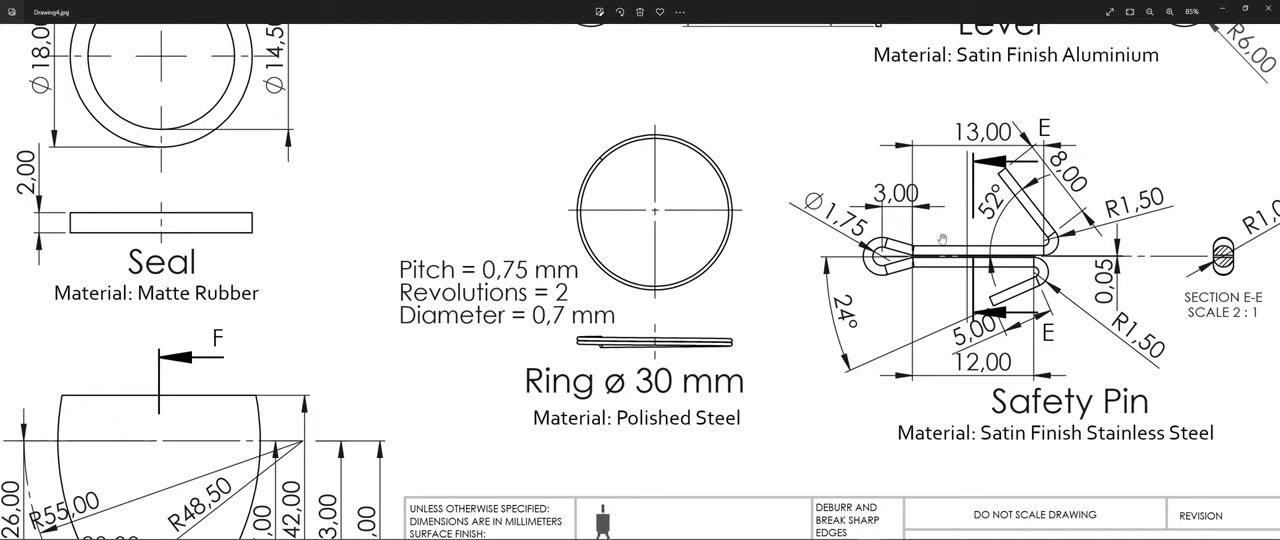 Drawing4.jpg
85%
Level
Material: Satin Finish Aluminium
R6,00
⌀18,00
⌀14,50
2,00
Seal
Material: Matte Rubber
Pitch = 0,75 mm
Revolutions = 2
Diameter = 0,7 mm
Ring ø 30 mm
Material: Polished Steel
13,00
E
8,00
3,00
52°
R1,50
⌀1,75
0,05
24°
5,00
E
R1,50
12,00
Safety Pin
Material: Satin Finish Stainless Steel
SECTION E-E
SCALE 2 : 1
F
26,00
R55,00
R48,50
42,00
UNLESS OTHERWISE SPECIFIED:
DIMENSIONS ARE IN MILLIMETERS
SURFACE FINISH:
DEBURR AND
BREAK SHARP
EDGES
DO NOT SCALE DRAWING
REVISION